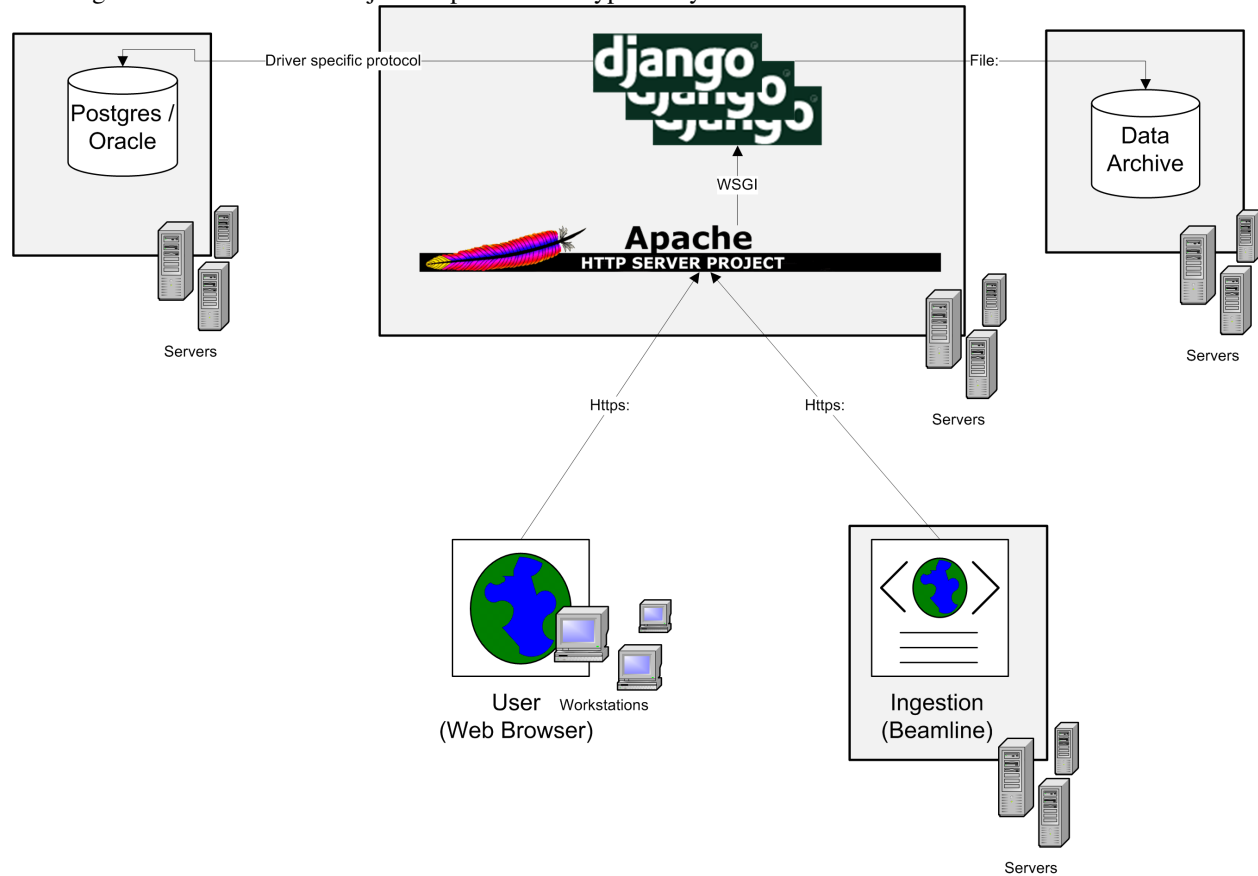 Driver specific protocol
django
django
django
File:
Postgres /
Oracle
Data
Archive
WSGI
Apache
HTTP SERVER PROJECT
Servers
Servers
Https:
Https:
Servers
User
(Web Browser)
Workstations
Ingestion
(Beamline)
Servers